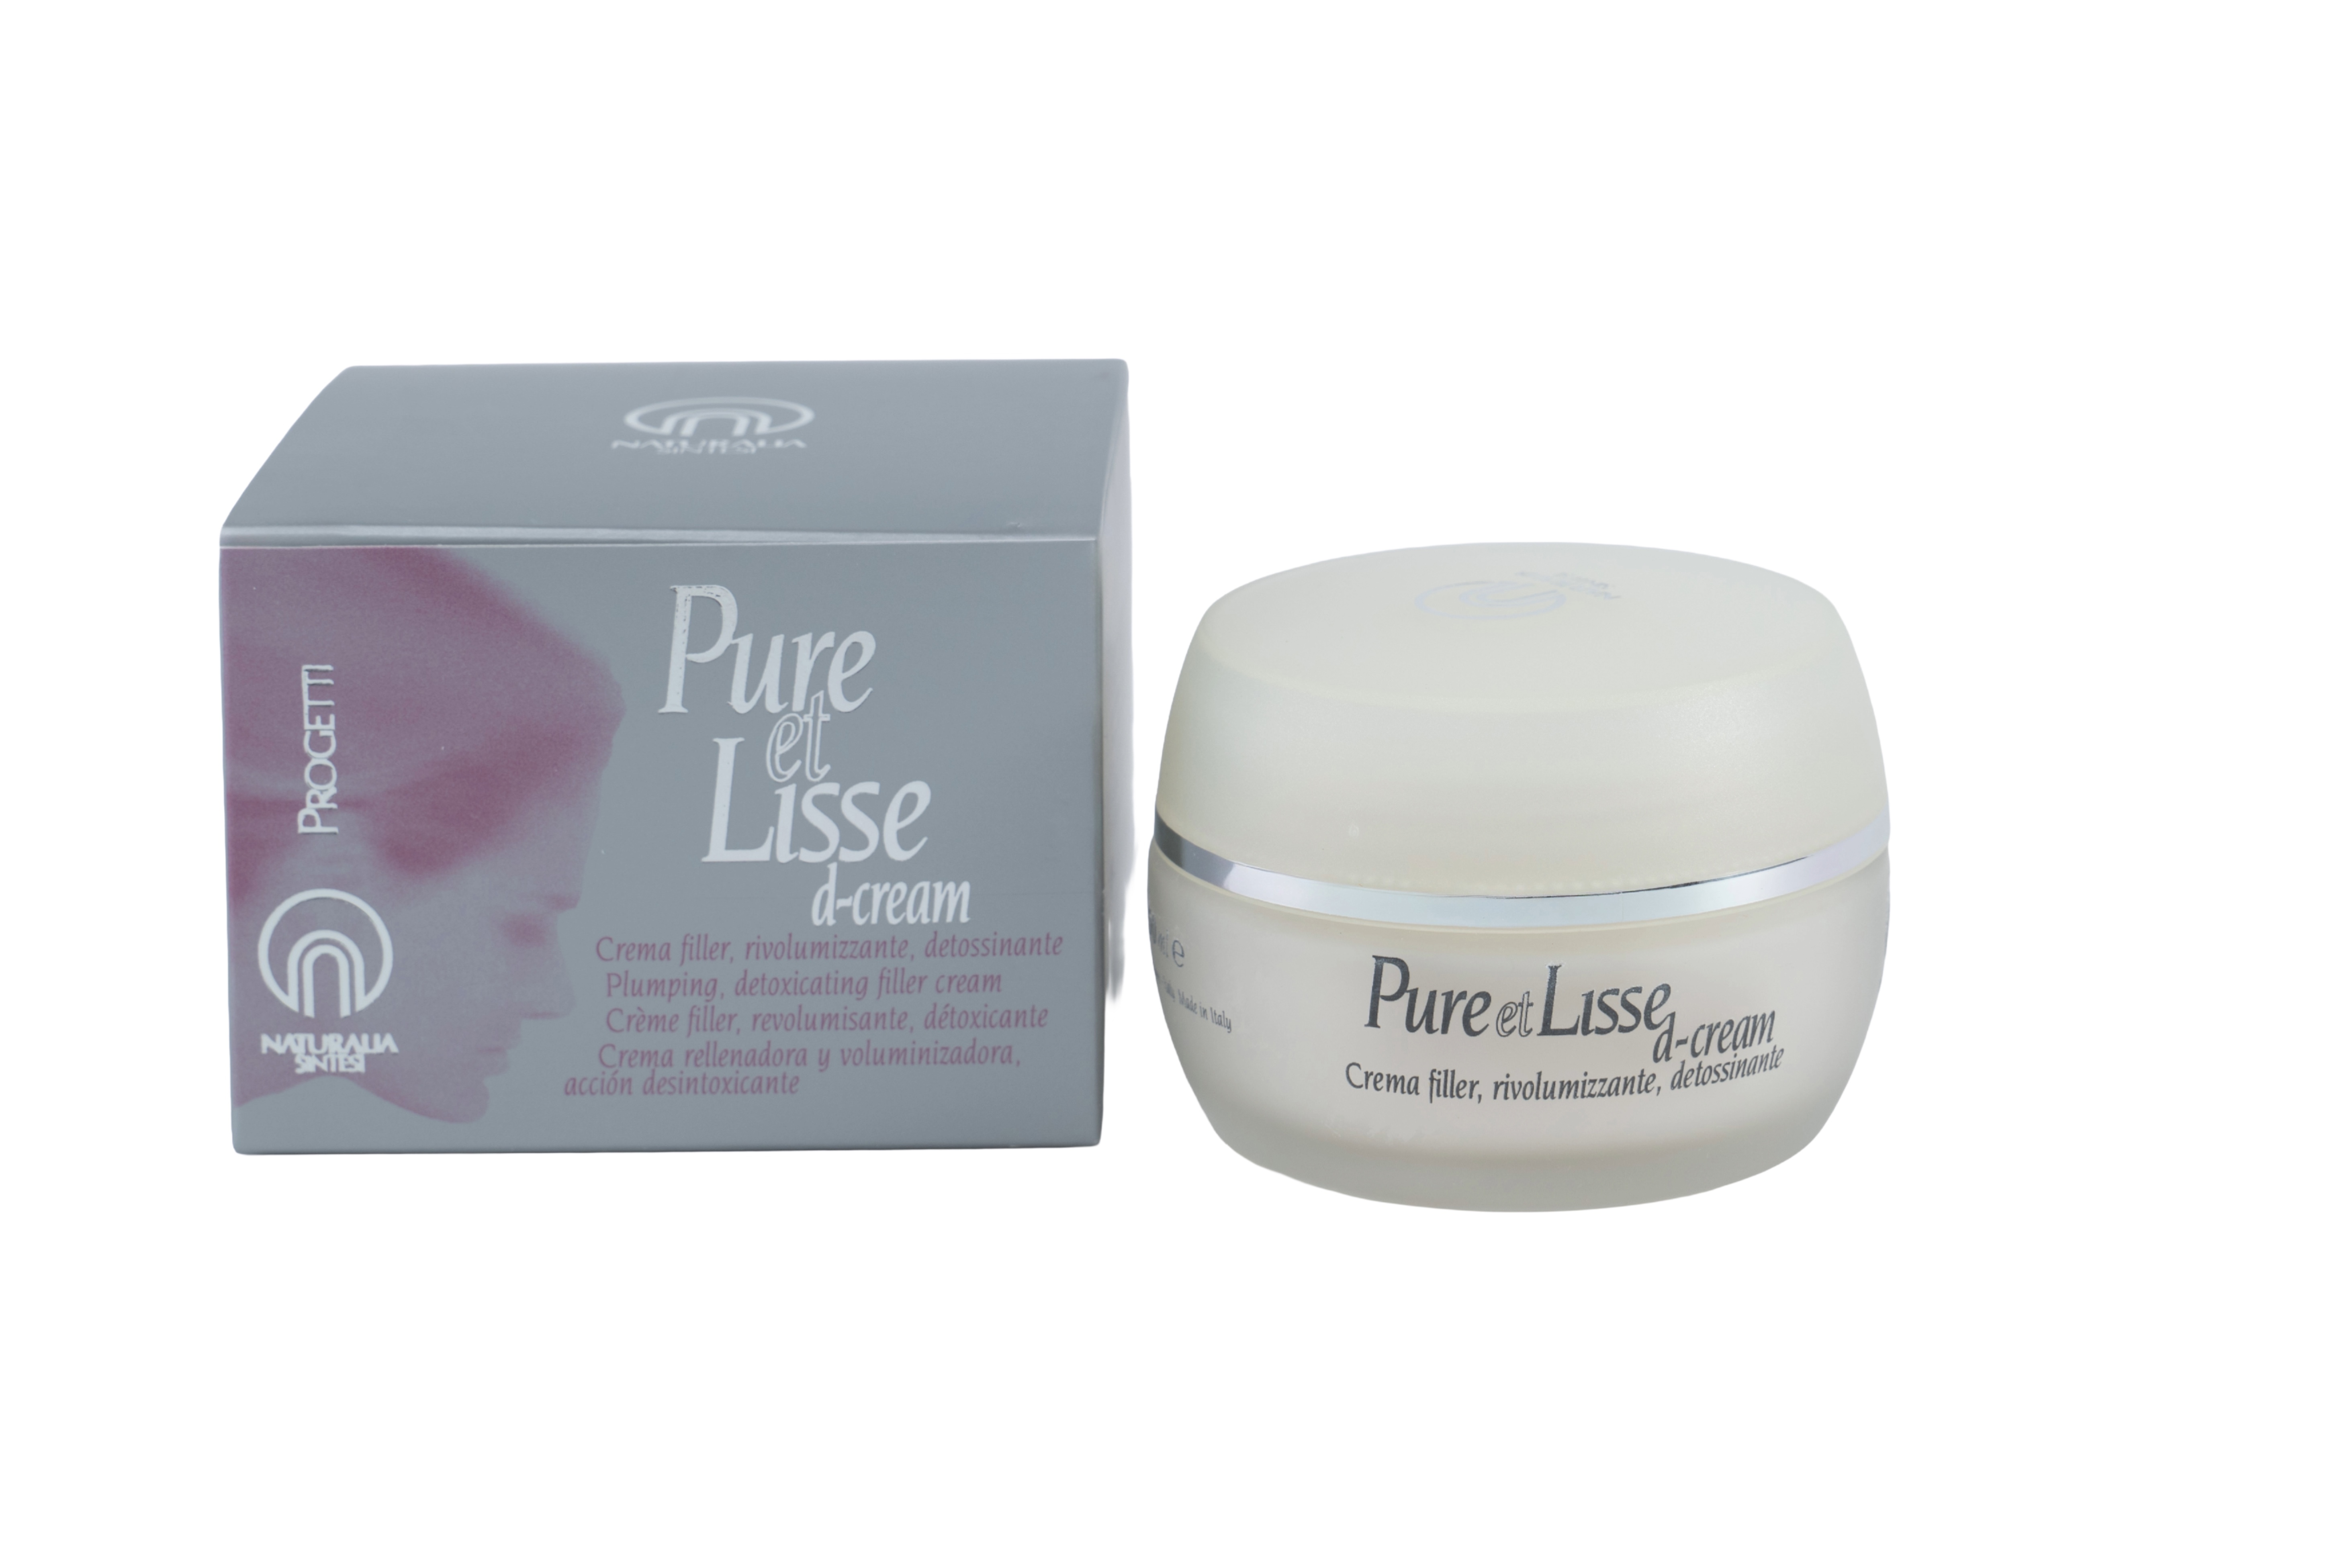 NATURALIA
SINTESI
PROGETTI
NATURALIA
SINTESI
Pure
et
Lisse
d-cream
Crema filler, rivolumizzante, detossinante
Plumping, detoxicating filler cream
Crème filler, revolumisante, détoxicante
Crema rellenadora y voluminizadora,
acción desintoxicante
e
Made in Italy
Pure et Lisse
d-cream
Crema filler, rivolumizzante, detossinante